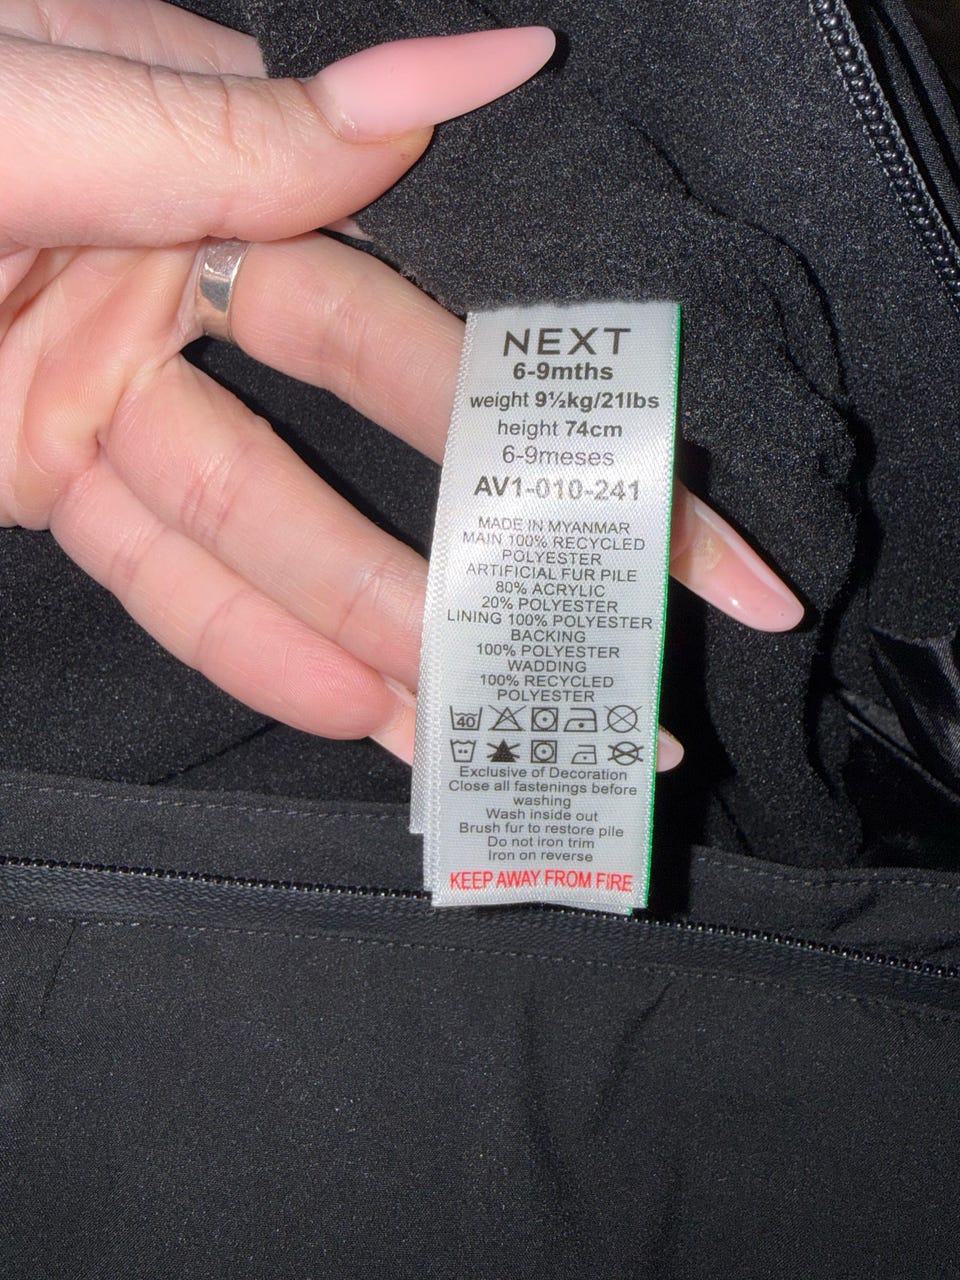 NEXT
6-9mths
weight 9½kg/21lbs
height 74cm
6-9meses
AV1-010-241
MADE IN MYANMAR
MAIN 100% RECYCLED
POLYESTER
ARTIFICIAL FUR PILE
80% ACRYLIC
20% POLYESTER
LINING 100% POLYESTER
BACKING
100% POLYESTER
WADDING
100% RECYCLED
POLYESTER
40
Exclusive of Decoration
Close all fastenings before
washing
Wash inside out
Brush fur to restore pile
Do not iron trim
Iron on reverse
KEEP AWAY FROM FIRE